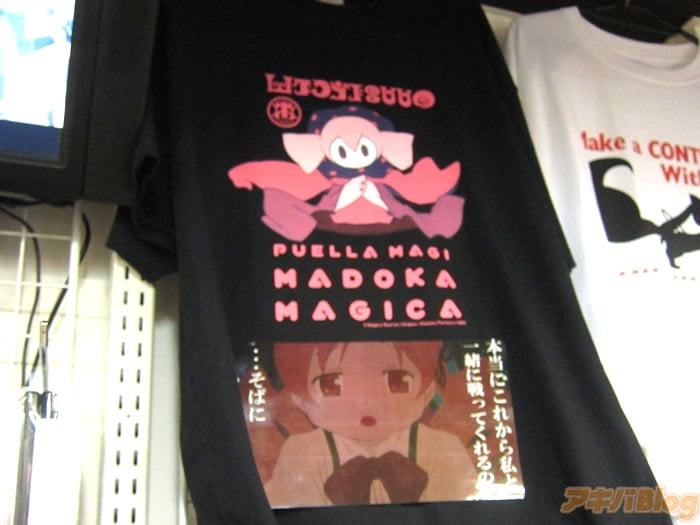 PUELLA MAGI
MADOKA
MAGICA
本当にこれから私と
一緒に戦ってくれるの
…そばに
Make a CONT
With
アキバBlog